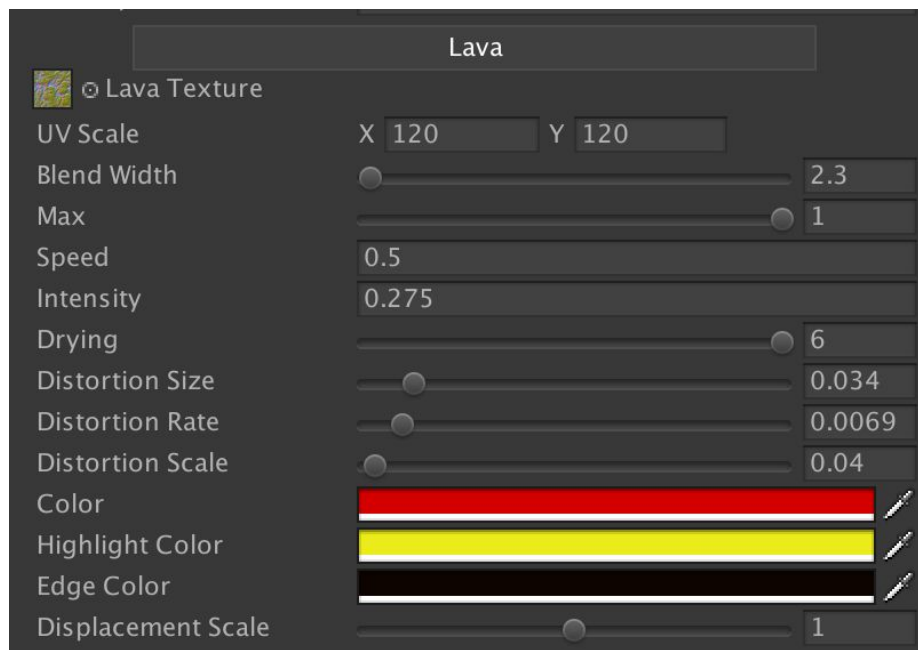 Lava
Lava Texture
UV Scale X 120 Y 120
Blend Width 2.3
Max 1
Speed 0.5
Intensity 0.275
Drying 6
Distortion Size 0.034
Distortion Rate 0.0069
Distortion Scale 0.04
Color
Highlight Color
Edge Color
Displacement Scale 1